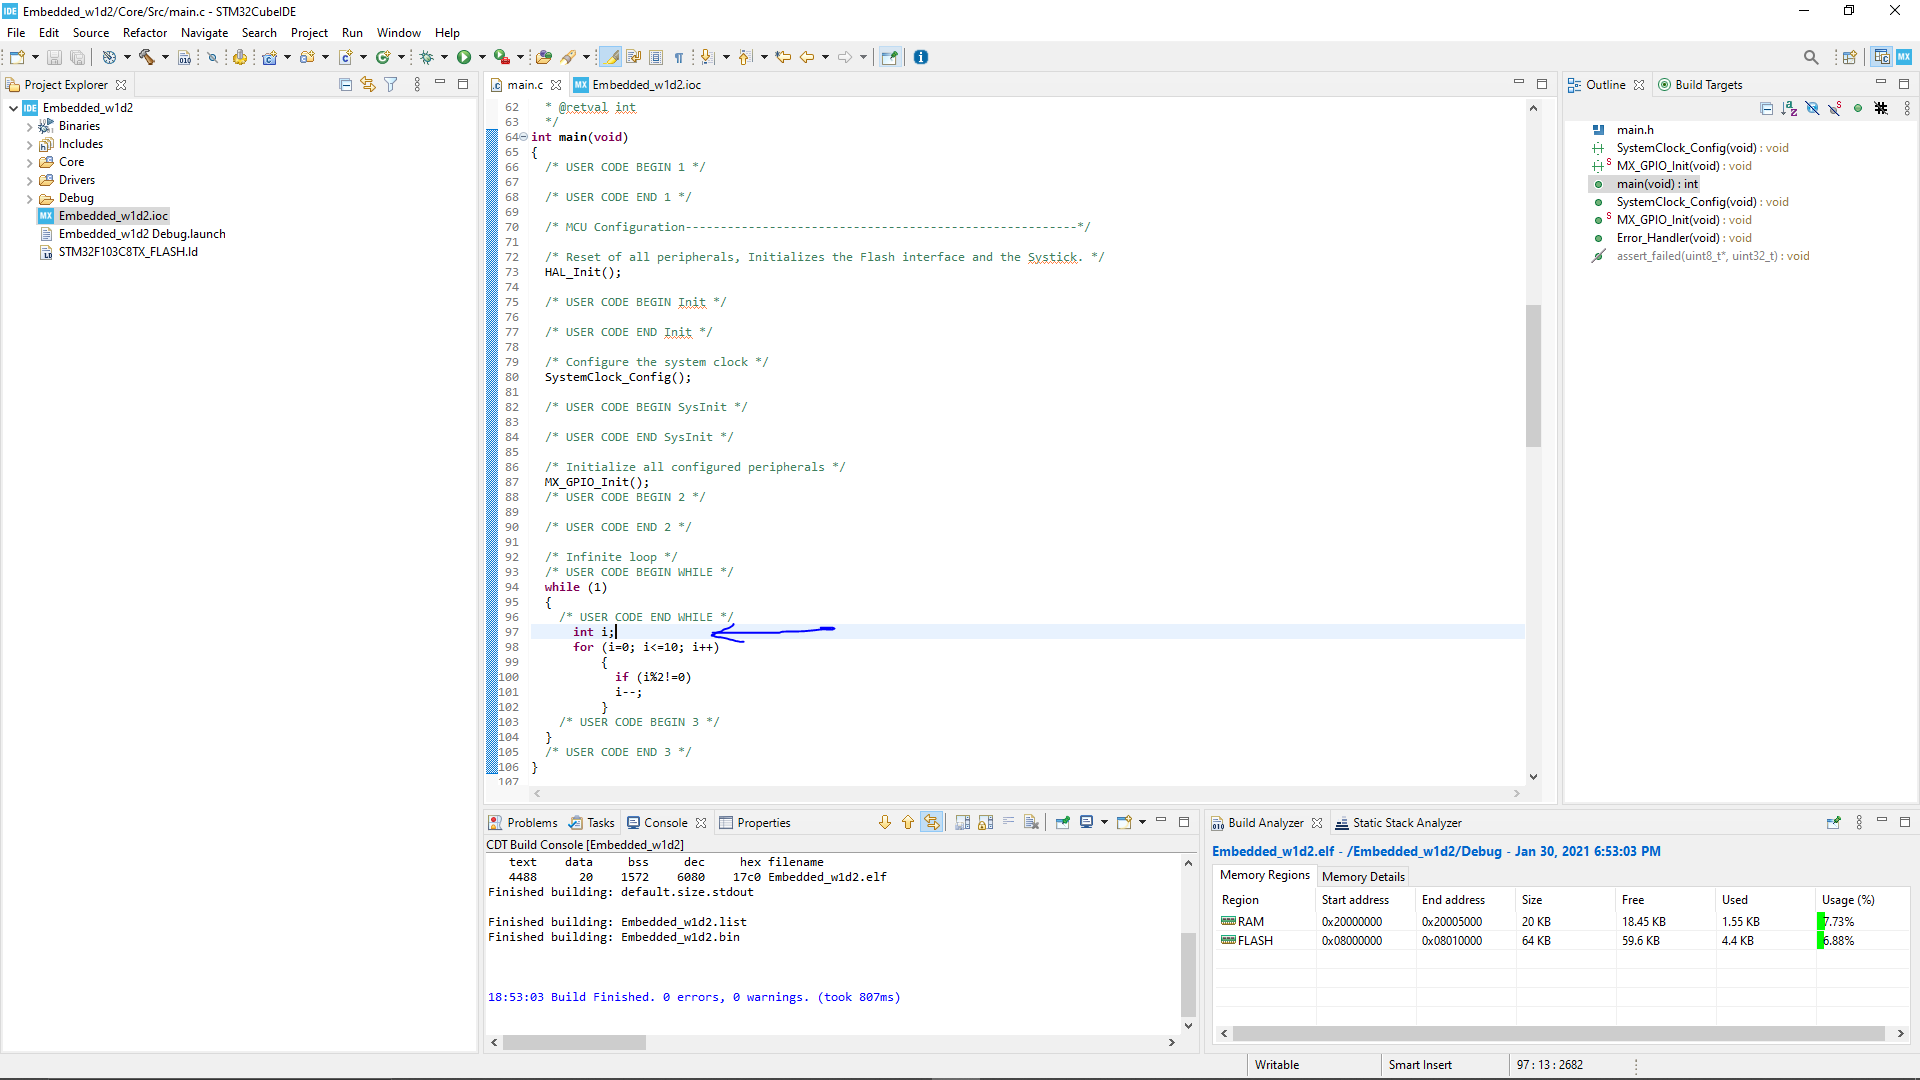 Embedded_w1d2/Core/Src/main.c - STM32CubeIDE
File Edit Source Refactor Navigate Search Project Run Window Help
Project Explorer
Embedded_w1d2
Binaries
Includes
Core
Drivers
Debug
Embedded_w1d2.ioc
Embedded_w1d2 Debug.launch
STM32F103C8TX_FLASH.ld
main.c
Embedded_w1d2.ioc
62 * @retval int
63 */
64 int main(void)
65 {
66 /* USER CODE BEGIN 1 */
67
68 /* USER CODE END 1 */
69
70 /* MCU Configuration--------------------------------------------------------*/
71
72 /* Reset of all peripherals, Initializes the Flash interface and the Systick. */
73 HAL_Init();
74
75 /* USER CODE BEGIN Init */
76
77 /* USER CODE END Init */
78
79 /* Configure the system clock */
80 SystemClock_Config();
81
82 /* USER CODE BEGIN SysInit */
83
84 /* USER CODE END SysInit */
85
86 /* Initialize all configured peripherals */
87 MX_GPIO_Init();
88 /* USER CODE BEGIN 2 */
89
90 /* USER CODE END 2 */
91
92 /* Infinite loop */
93 /* USER CODE BEGIN WHILE */
94 while (1)
95 {
96 /* USER CODE END WHILE */
97 int i;
98 for (i=0; i<=10; i++)
99 {
100 if (i%2!=0)
101 i--;
102 }
103 /* USER CODE BEGIN 3 */
104 }
105 /* USER CODE END 3 */
106 }
107
Outline Build Targets
main.h
SystemClock_Config(void) : void
MX_GPIO_Init(void) : void
main(void) : int
SystemClock_Config(void) : void
MX_GPIO_Init(void) : void
Error_Handler(void) : void
assert_failed(uint8_t*, uint32_t) : void
Problems Tasks Console Properties
CDT Build Console [Embedded_w1d2]
text data bss dec hex filename
4488 20 1572 6080 17c0 Embedded_w1d2.elf
Finished building: default.size.stdout
Finished building: Embedded_w1d2.list
Finished building: Embedded_w1d2.bin
18:53:03 Build Finished. 0 errors, 0 warnings. (took 807ms)
Build Analyzer Static Stack Analyzer
Embedded_w1d2.elf - /Embedded_w1d2/Debug - Jan 30, 2021 6:53:03 PM
Memory Regions Memory Details
Region Start address End address Size Free Used Usage (%)
RAM 0x20000000 0x20005000 20 KB 18.45 KB 1.55 KB 7.73%
FLASH 0x08000000 0x08010000 64 KB 59.6 KB 4.4 KB 6.88%
Writable Smart Insert 97 : 13 : 2682